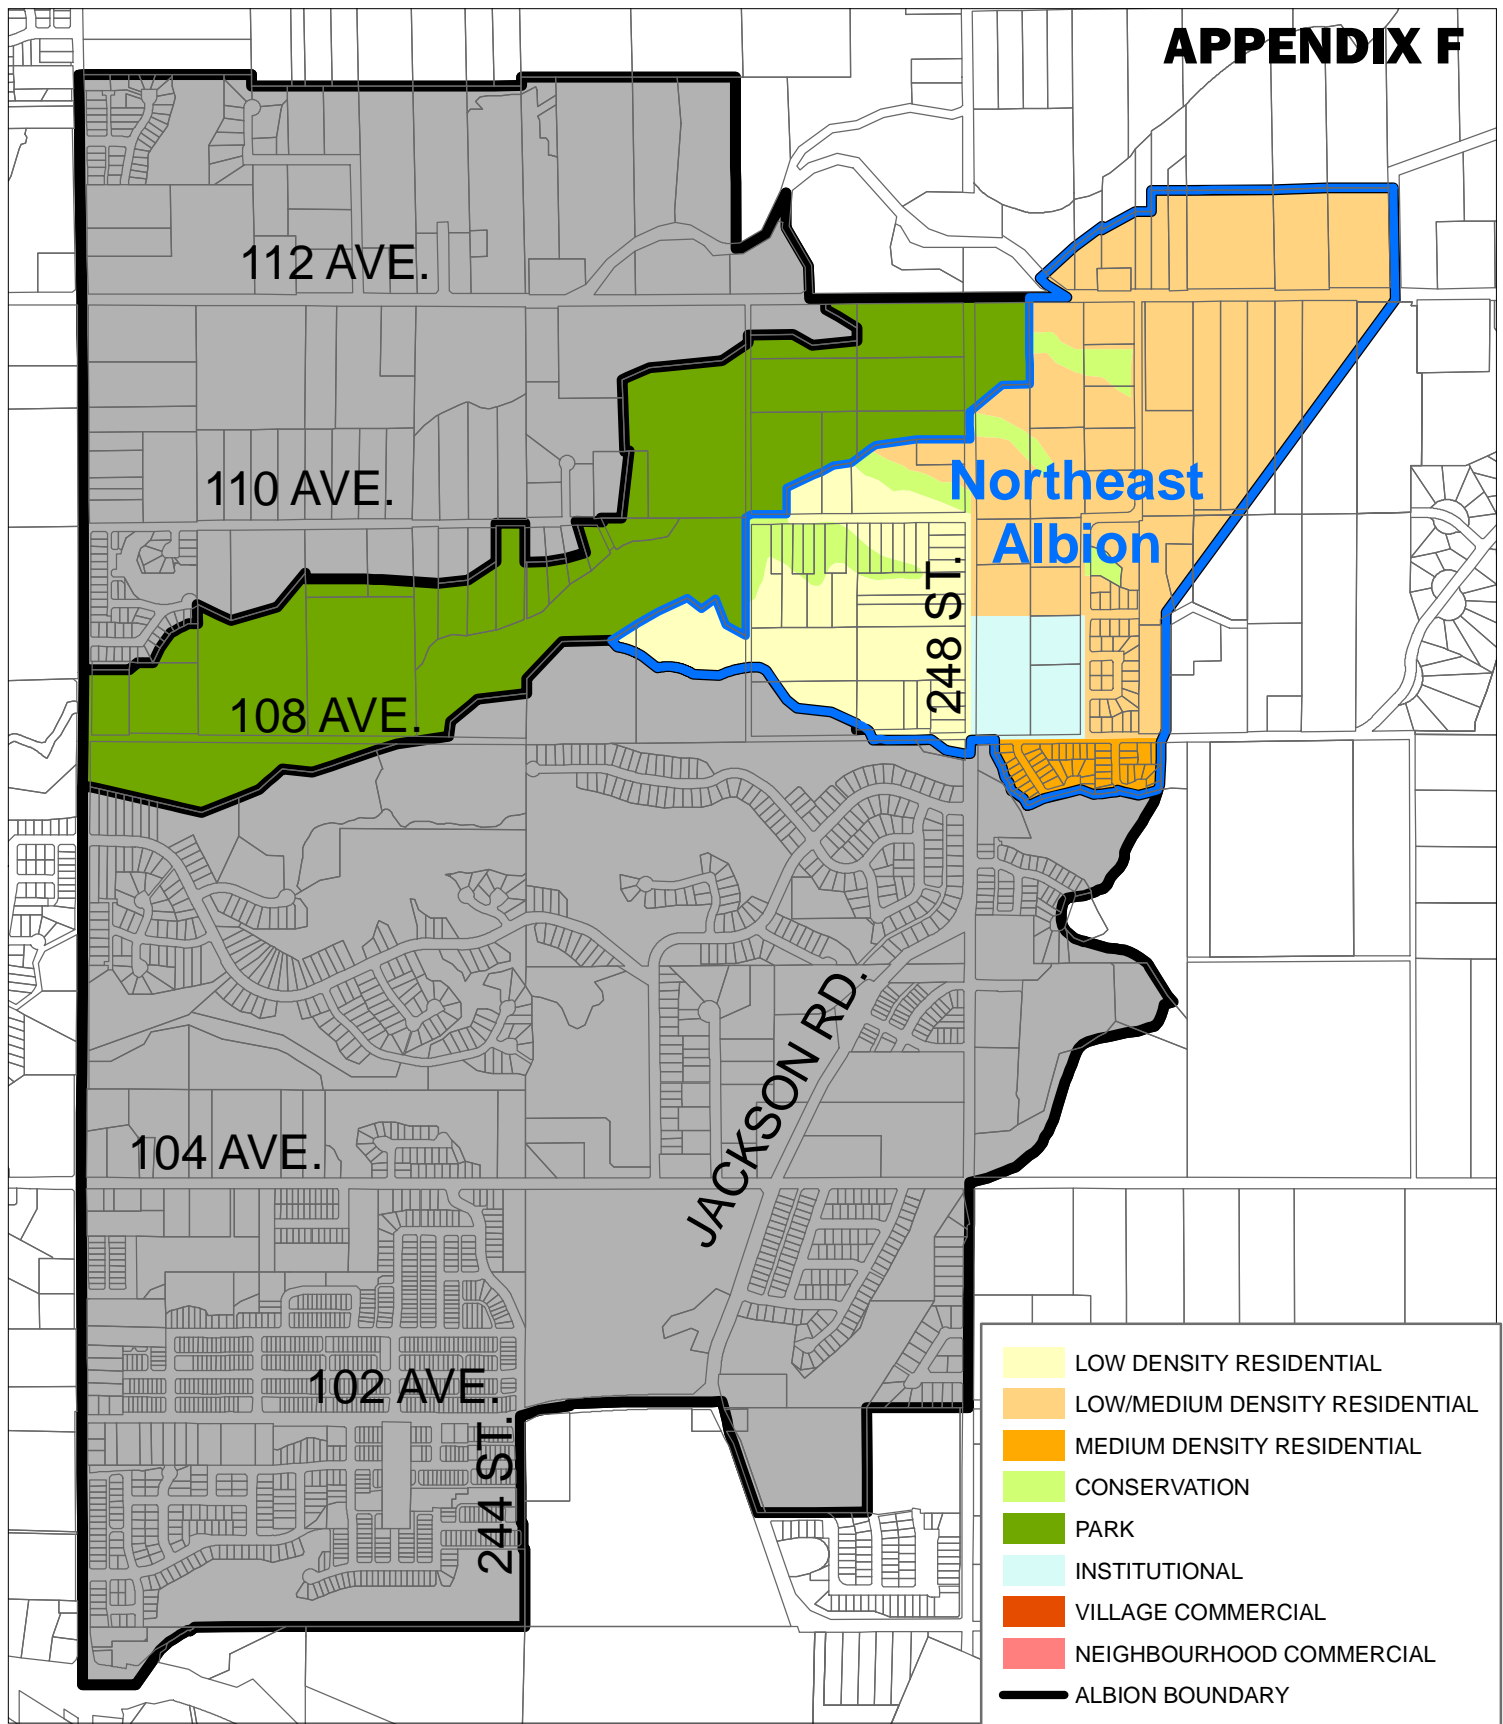 APPENDIX F
112 AVE.
110 AVE.
Northeast
Albion
248 ST.
108 AVE.
JACKSON RD.
104 AVE.
102 AVE.
244 ST.
LOW DENSITY RESIDENTIAL
LOW/MEDIUM DENSITY RESIDENTIAL
MEDIUM DENSITY RESIDENTIAL
CONSERVATION
PARK
INSTITUTIONAL
VILLAGE COMMERCIAL
NEIGHBOURHOOD COMMERCIAL
ALBION BOUNDARY